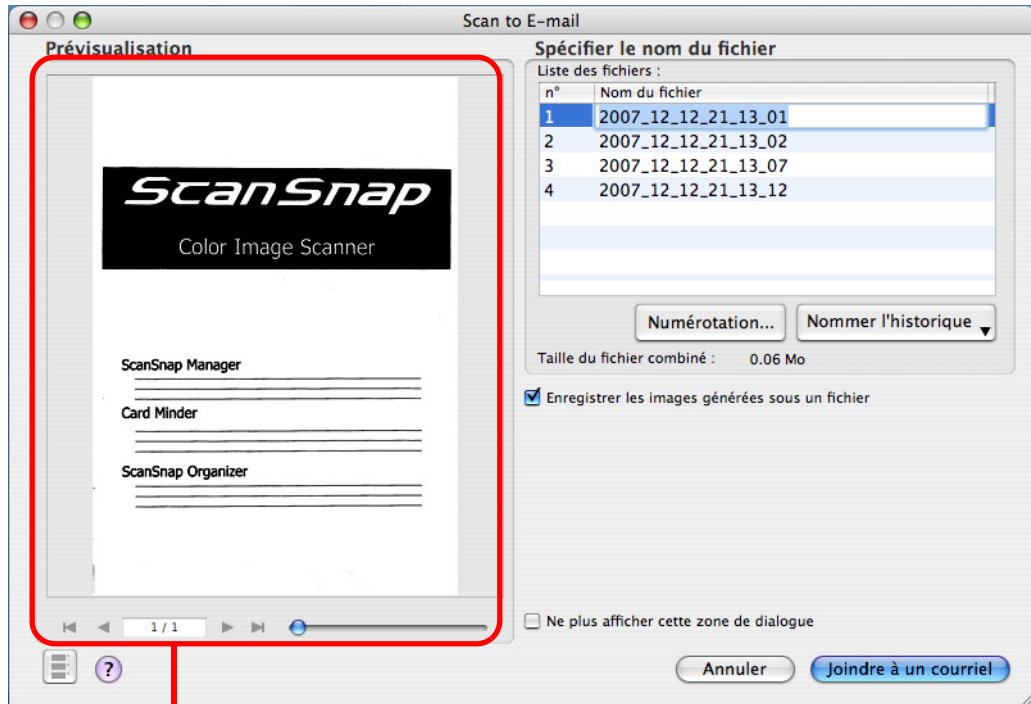 Scan to E-mail
Prévisualisation
ScanSnap
Color Image Scanner
ScanSnap Manager
Card Minder
ScanSnap Organizer
1 / 1
?
Spécifier le nom du fichier
Liste des fichiers :
n° Nom du fichier
1 2007_12_12_21_13_01
2 2007_12_12_21_13_02
3 2007_12_12_21_13_07
4 2007_12_12_21_13_12
Numérotation... Nommer l'historique
Taille du fichier combiné : 0.06 Mo
Enregistrer les images générées sous un fichier
Ne plus afficher cette zone de dialogue
Annuler Joindre à un courriel